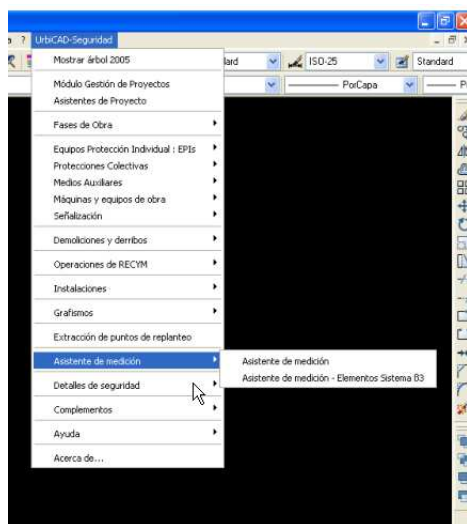 ? UrbiCAD-Seguridad
Mostrar árbol 2005
ISO-25
Standard
Módulo Gestión de Proyectos
PorCapa
Asistentes de Proyecto
Fases de Obra
Equipos Protección Individual : EPIs
Protecciones Colectivas
Medios Auxiliares
Máquinas y equipos de obra
Señalización
Demoliciones y derribos
Operaciones de RECYM
Instalaciones
Grafismos
Extracción de puntos de replanteo
Asistente de medición
Asistente de medición
Asistente de medición - Elementos Sistema B3
Detalles de seguridad
Complementos
Ayuda
Acerca de...